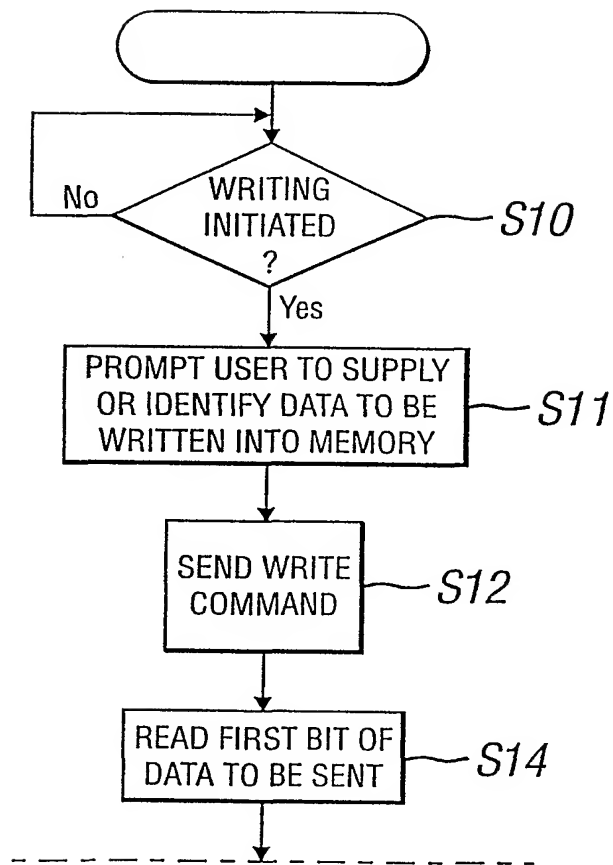 No
WRITING
INITIATED
?
S10
Yes
PROMPT USER TO SUPPLY
OR IDENTIFY DATA TO BE
WRITTEN INTO MEMORY
S11
SEND WRITE
COMMAND
S12
READ FIRST BIT OF
DATA TO BE SENT
S14